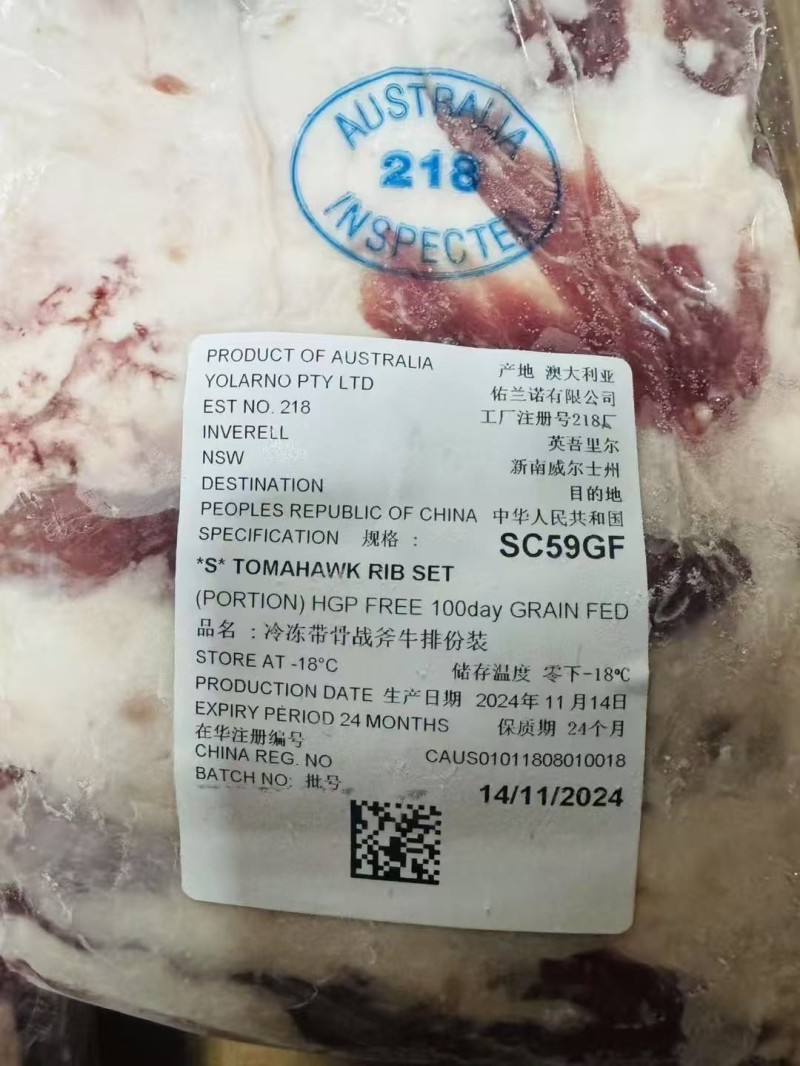 AUSTRALIA
218
INSPECTED
PRODUCT OF AUSTRALIA 产地 澳大利亚
YOLARNO PTY LTD 佑兰诺有限公司
EST NO. 218 工厂注册号218厂
INVERELL 英吾里尔
NSW 新南威尔士州
DESTINATION 目的地
PEOPLES REPUBLIC OF CHINA 中华人民共和国
SPECIFICATION 规格 : SC59GF
*S* TOMAHAWK RIB SET
(PORTION) HGP FREE 100day GRAIN FED
品名 : 冷冻带骨战斧牛排份装
STORE AT -18°C 储存温度 零下-18°C
PRODUCTION DATE 生产日期 2024年11月14日
EXPIRY PERIOD 24 MONTHS 保质期 24个月
在华注册编号
CHINA REG. NO CAUS01011808010018
BATCH NO: 批号 14/11/2024